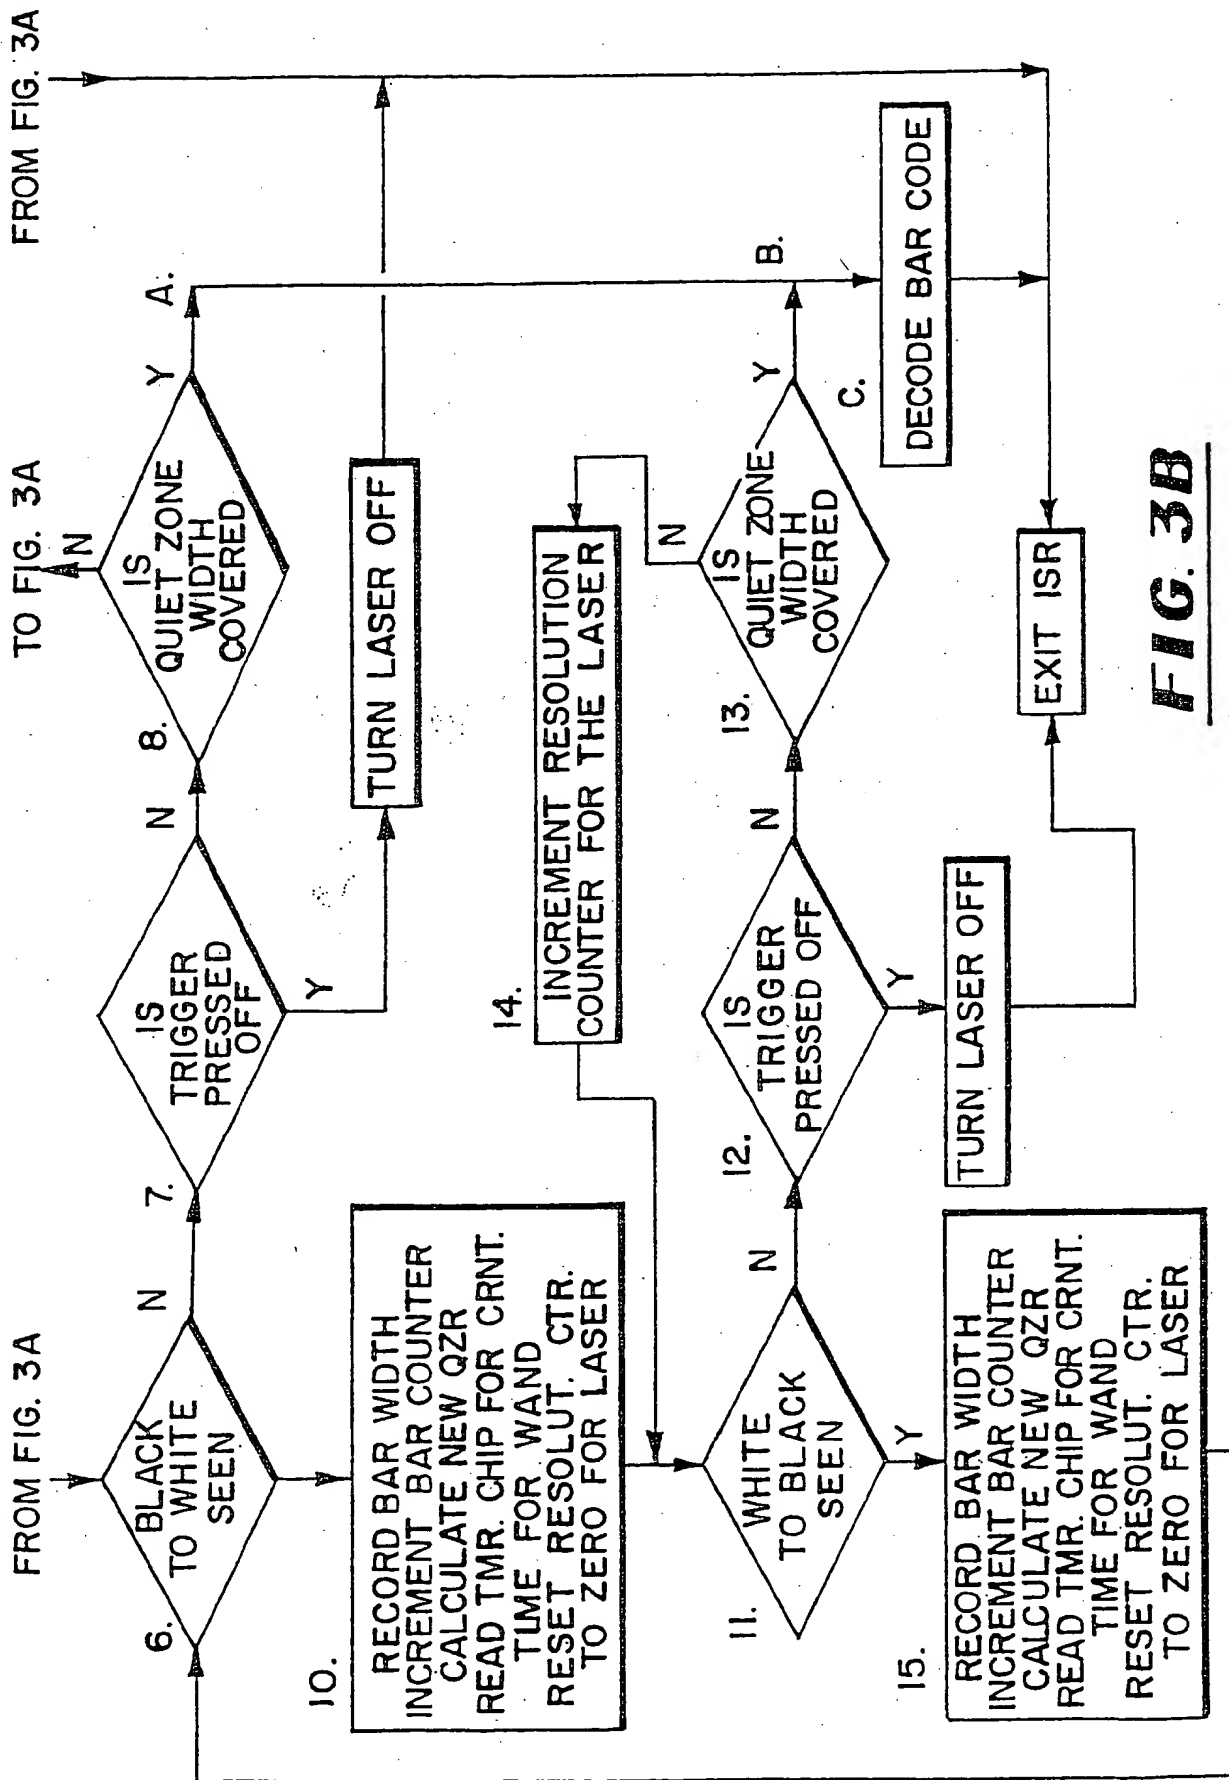 FROM FIG. 3A
TO FIG. 3A
FROM FIG. 3A
6.
BLACK
TO WHITE
SEEN
N
7.
IS
TRIGGER
PRESSED
OFF
N
Y
8.
IS
QUIET ZONE
WIDTH
COVERED
N
Y
A.
TURN LASER OFF
10.
RECORD BAR WIDTH
INCREMENT BAR COUNTER
CALCULATE NEW QZR
READ TMR. CHIP FOR CRNT.
TIME FOR WAND
RESET RESOLUT. CTR.
TO ZERO FOR LASER
14.
INCREMENT RESOLUTION
COUNTER FOR THE LASER
11.
WHITE
TO BLACK
SEEN
N
Y
12.
IS
TRIGGER
PRESSED OFF
N
Y
13.
IS
QUIET ZONE
WIDTH
COVERED
N
Y
B.
C.
DECODE BAR CODE
15.
RECORD BAR WIDTH
INCREMENT BAR COUNTER
CALCULATE NEW QZR
READ TMR. CHIP FOR CRNT.
TIME FOR WAND
RESET RESOLUT. CTR.
TO ZERO FOR LASER
TURN LASER OFF
EXIT ISR
FIG. 3B